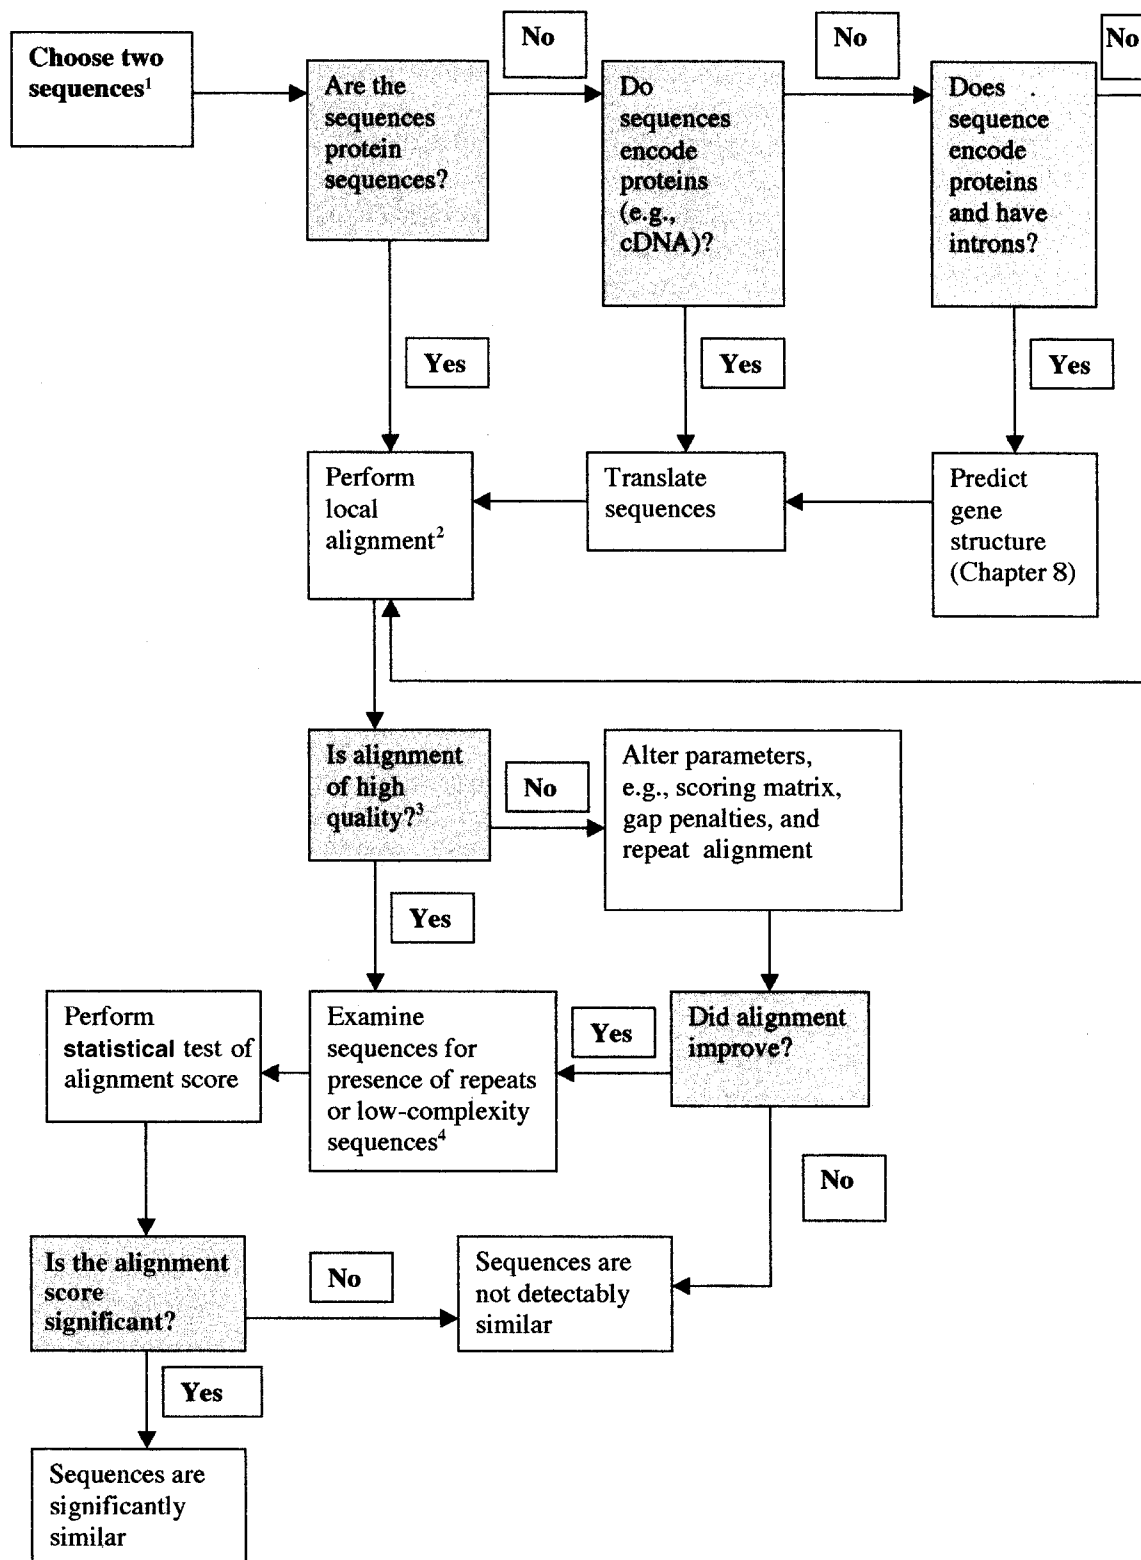 Choose two
sequences¹
Are the
sequences
protein
sequences?
No
Do
sequences
encode
proteins
(e.g.,
cDNA)?
No
Does
sequence
encode
proteins
and have
introns?
No
Yes
Yes
Yes
Perform
local
alignment²
Translate
sequences
Predict
gene
structure
(Chapter 8)
Is alignment
of high
quality?³
No
Alter parameters,
e.g., scoring matrix,
gap penalties, and
repeat alignment
Yes
Perform
statistical test of
alignment score
Examine
sequences for
presence of repeats
or low-complexity
sequences⁴
Yes
Did alignment
improve?
No
Is the alignment
score
significant?
No
Sequences are
not detectably
similar
Yes
Sequences are
significantly
similar